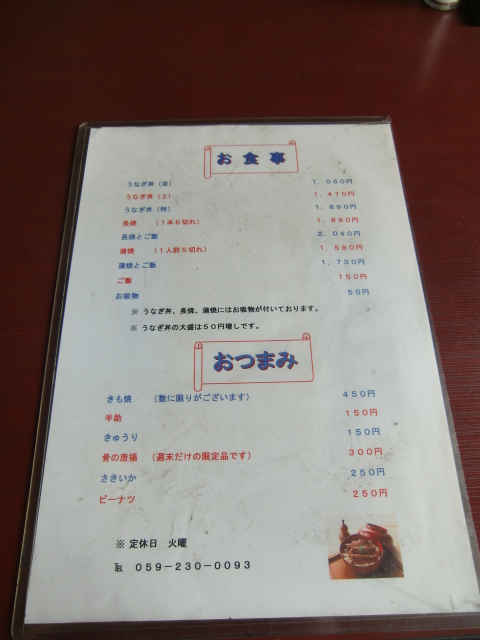 お食事
うなぎ丼（並） １，０６０円
うなぎ丼（上） １，４７０円
うなぎ丼（特） １，８９０円
長焼 （１本８切れ） １，８９０円
長焼とご飯 ２，０４０円
蒲焼 （１人前５切れ） １，５８０円
蒲焼とご飯 １，７３０円
ご飯 １５０円
お吸物 ５０円
※ うなぎ丼、長焼、蒲焼にはお吸物が付いております。
※ うなぎ丼の大盛は５０円増しです。
おつまみ
きも焼 （数に限りがございます） ４５０円
半助 １５０円
きゅうり １５０円
骨の唐揚 （週末だけの限定品です） ３００円
さきいか ２５０円
ピーナツ ２５０円
※ 定休日 火曜
℡ ０５９－２３０－００９３